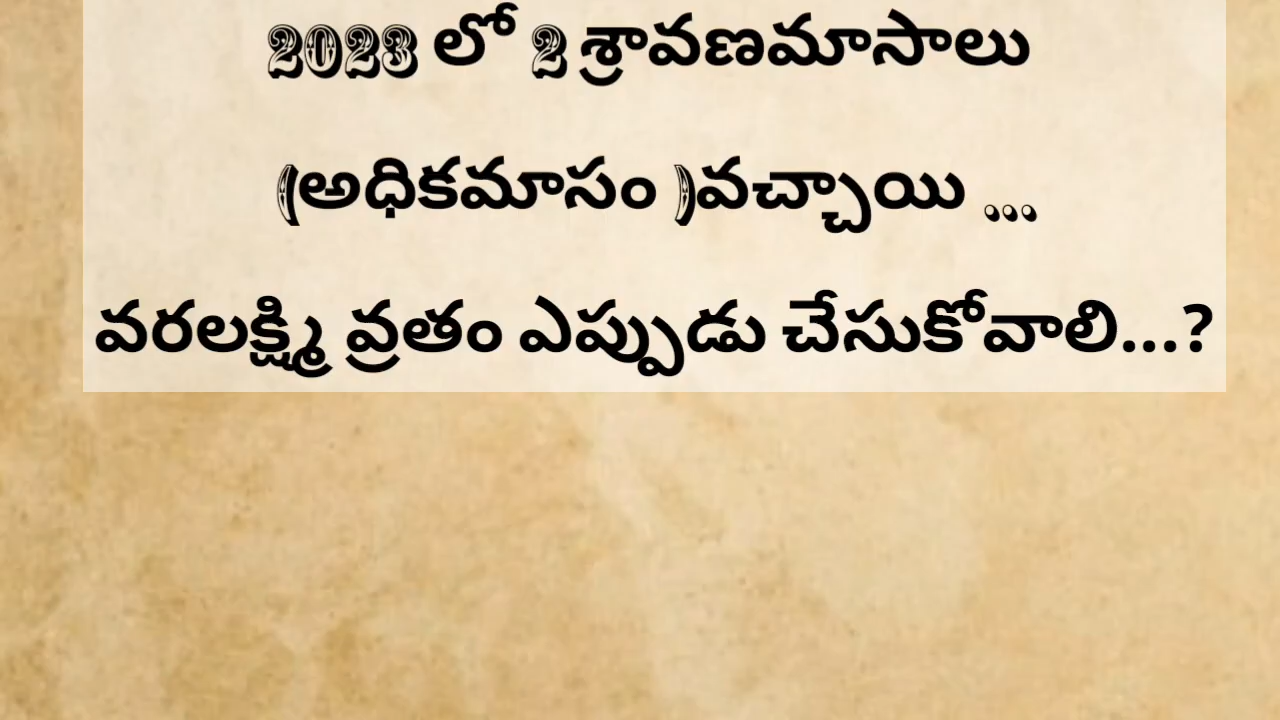 2023 లో 2 శ్రావణమాసాలు
(అధికమాసం )వచ్చాయి ...
వరలక్ష్మి వ్రతం ఎప్పుడు చేసుకోవాలి...?